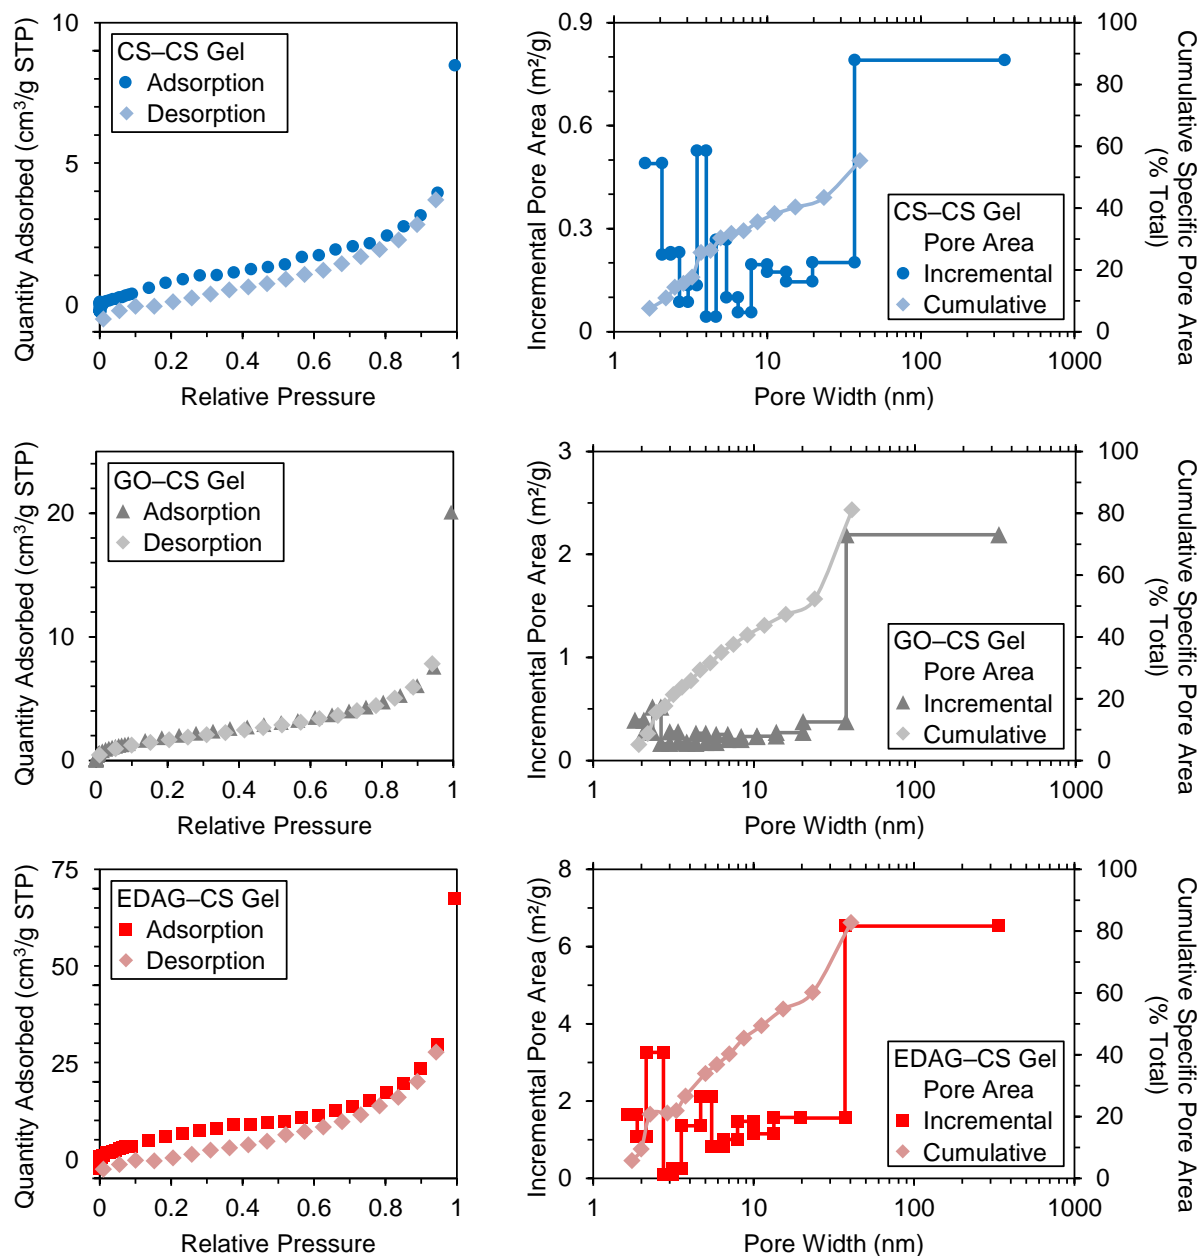 Quantity Adsorbed (cm³/g STP)
10
5
0
CS–CS Gel
Adsorption
Desorption
0 0.2 0.4 0.6 0.8 1
Relative Pressure
Incremental Pore Area (m²/g)
0.9
0.6
0.3
0
CS–CS Gel
Pore Area
Incremental
Cumulative
1 10 100 1000
Pore Width (nm)
100
80
60
40
20
0
Cumulative Specific Pore Area
(% Total)
Quantity Adsorbed (cm³/g STP)
20
10
0
GO–CS Gel
Adsorption
Desorption
0 0.2 0.4 0.6 0.8 1
Relative Pressure
Incremental Pore Area (m²/g)
3
2
1
0
GO–CS Gel
Pore Area
Incremental
Cumulative
1 10 100 1000
Pore Width (nm)
100
80
60
40
20
0
Cumulative Specific Pore Area
(% Total)
Quantity Adsorbed (cm³/g STP)
75
50
25
0
EDAG–CS Gel
Adsorption
Desorption
0 0.2 0.4 0.6 0.8 1
Relative Pressure
Incremental Pore Area (m²/g)
8
6
4
2
0
EDAG–CS Gel
Pore Area
Incremental
Cumulative
1 10 100 1000
Pore Width (nm)
100
80
60
40
20
0
Cumulative Specific Pore Area
(% Total)